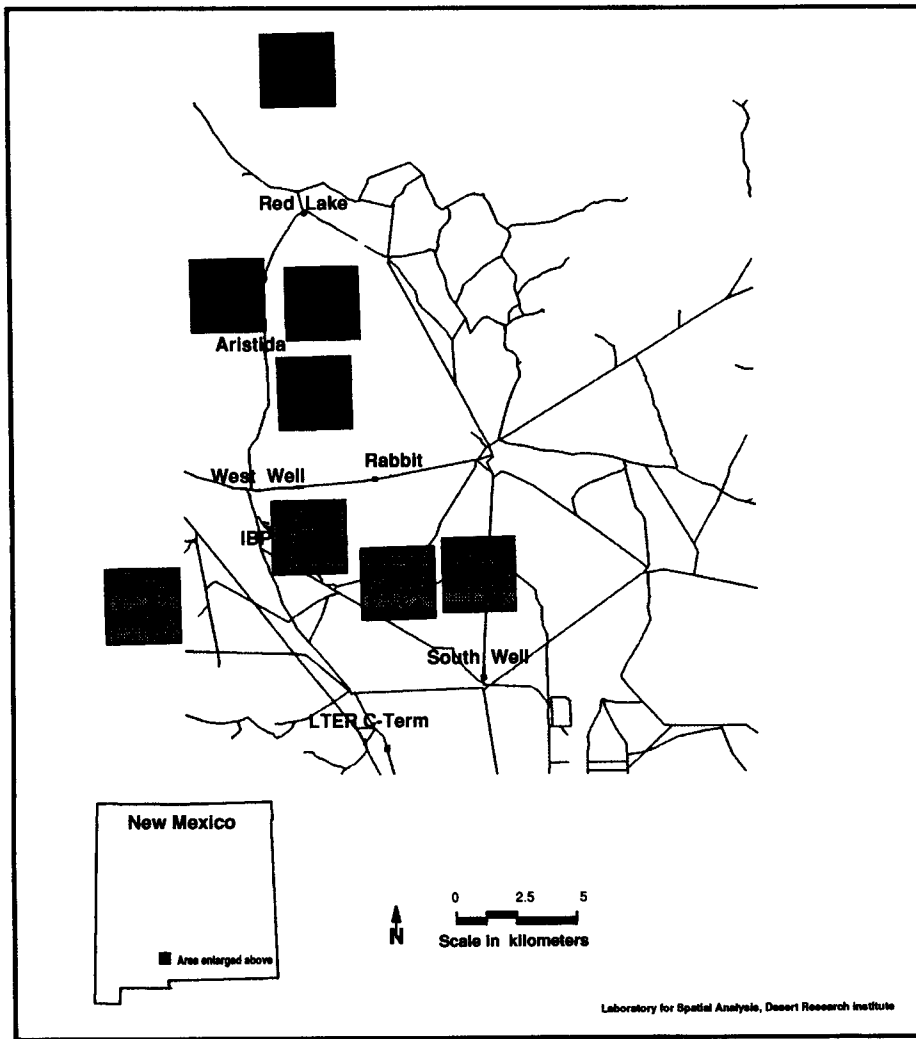 Red Lake
Aristida
Rabbit
West Well
IBP
South Well
LTER C-Term
New Mexico
Area enlarged above
N
0 2.5 5
Scale in kilometers
Laboratory for Spatial Analysis, Desert Research Institute